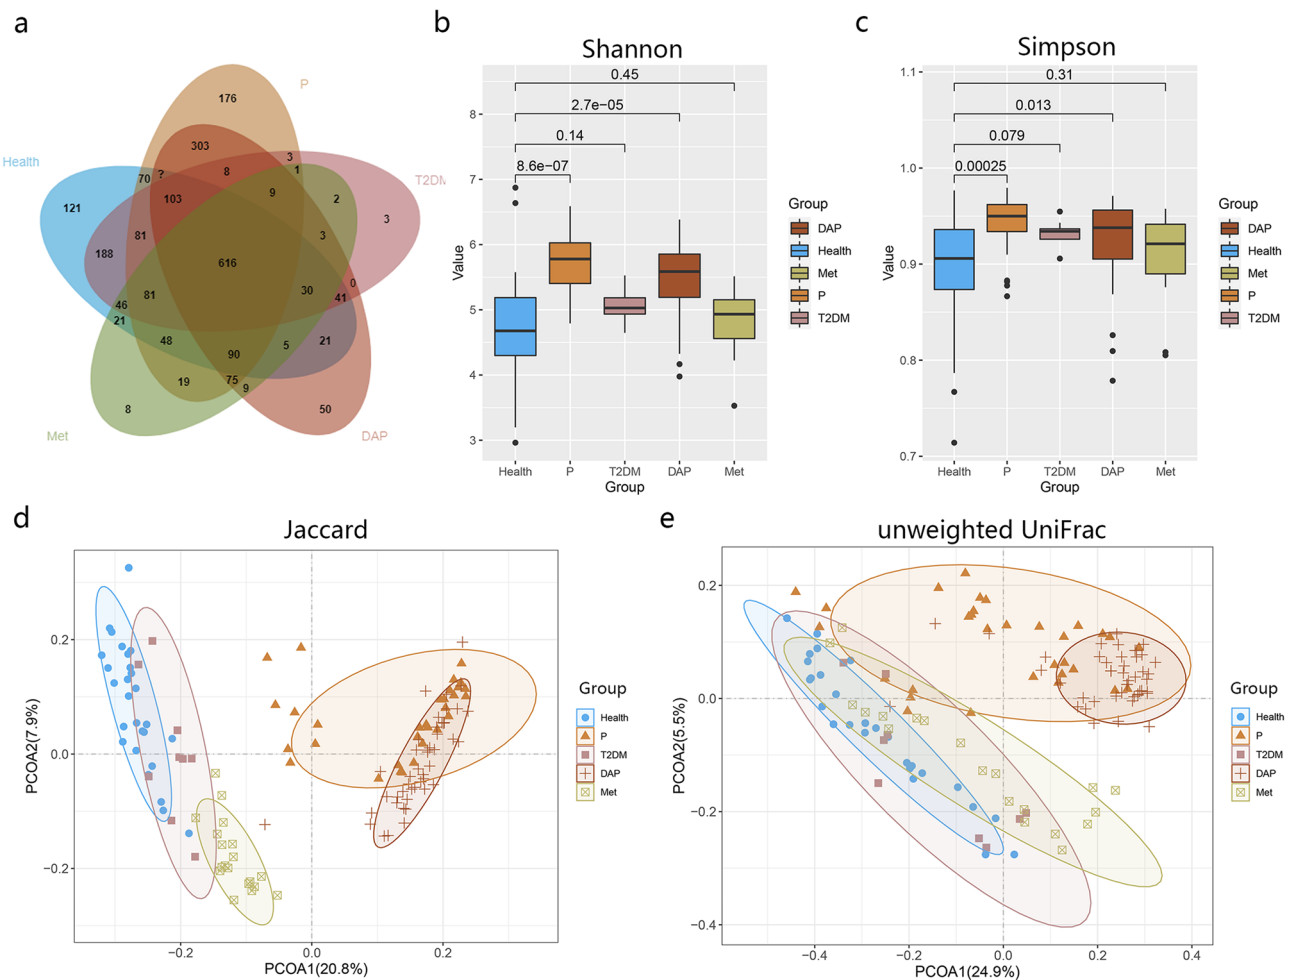 a
P
176
303
3
Health
70
?
8
1
T2DM
121
103
9
2
3
81
3
188
616
0
46
81
30
41
21
48
90
5
21
19
75
9
8
50
Met
DAP
b
Shannon
0.45
2.7e−05
0.14
8.6e−07
8
7
6
5
4
3
Value
Health P T2DM DAP Met
Group
Group
DAP
Health
Met
P
T2DM
c
Simpson
0.31
0.013
0.079
0.00025
1.1
1.0
0.9
0.8
0.7
Value
Health P T2DM DAP Met
Group
Group
DAP
Health
Met
P
T2DM
d
Jaccard
0.2
0.0
−0.2
PCOA2(7.9%)
−0.2 0.0 0.2
PCOA1(20.8%)
Group
Health
P
T2DM
DAP
Met
e
unweighted UniFrac
0.2
0.0
−0.2
−0.4
PCOA2(5.5%)
−0.4 −0.2 0.0 0.2 0.4
PCOA1(24.9%)
Group
Health
P
T2DM
DAP
Met